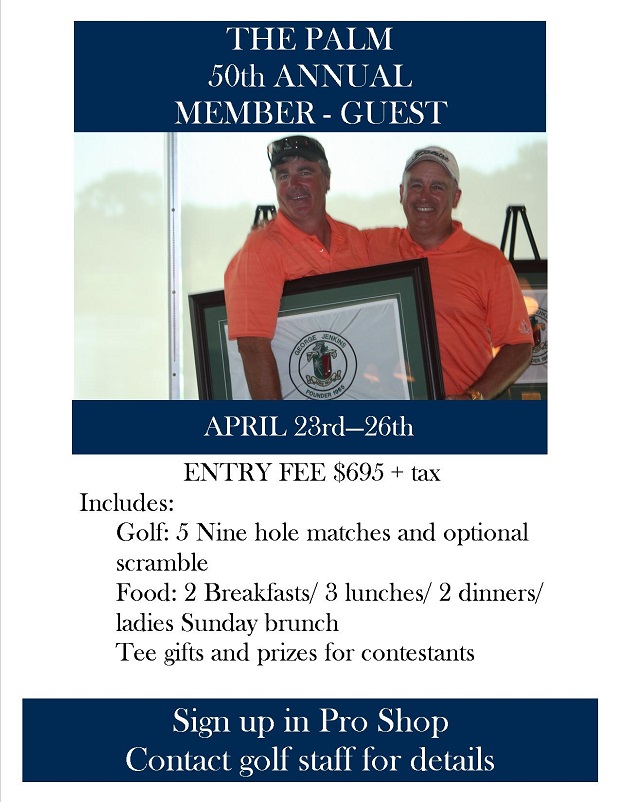 THE PALM
50th ANNUAL
MEMBER - GUEST
GEORGE JENKINS
FOUNDER 1965
APRIL 23rd—26th
ENTRY FEE $695 + tax
Includes:
Golf: 5 Nine hole matches and optional
scramble
Food: 2 Breakfasts/ 3 lunches/ 2 dinners/
ladies Sunday brunch
Tee gifts and prizes for contestants
Sign up in Pro Shop
Contact golf staff for details